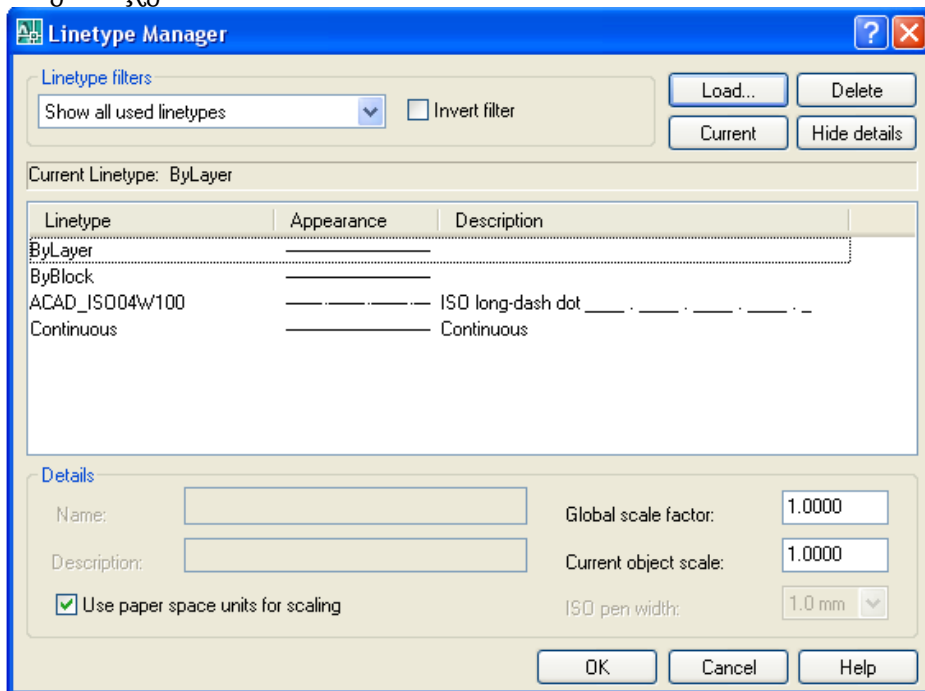 Linetype Manager
Linetype filters
Show all used linetypes
Invert filter
Load...
Delete
Current
Hide details
Current Linetype: ByLayer
Linetype Appearance Description
ByLayer
ByBlock
ACAD_ISO04W100 ISO long-dash dot ____ . ____ . ____ . ____ . _
Continuous Continuous
Details
Name:
Global scale factor: 1.0000
Description:
Current object scale: 1.0000
Use paper space units for scaling
ISO pen width: 1.0 mm
OK Cancel Help